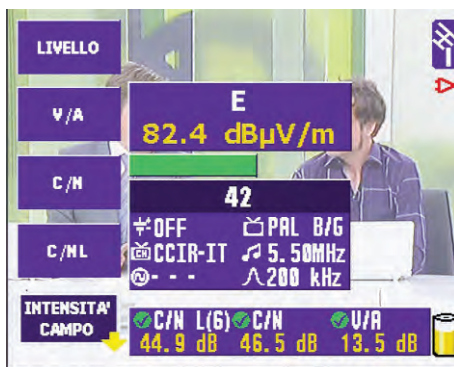 LIVELLO
V/A
C/N
C/NL
INTENSITA'
CAMPO
E
82.4 dBµV/m
42
OFF
PAL B/G
CH
CCIR-IT
5.50MHz
- - -
200 kHz
C/N L(6)
C/N
V/A
44.9 dB
46.5 dB
13.5 dB